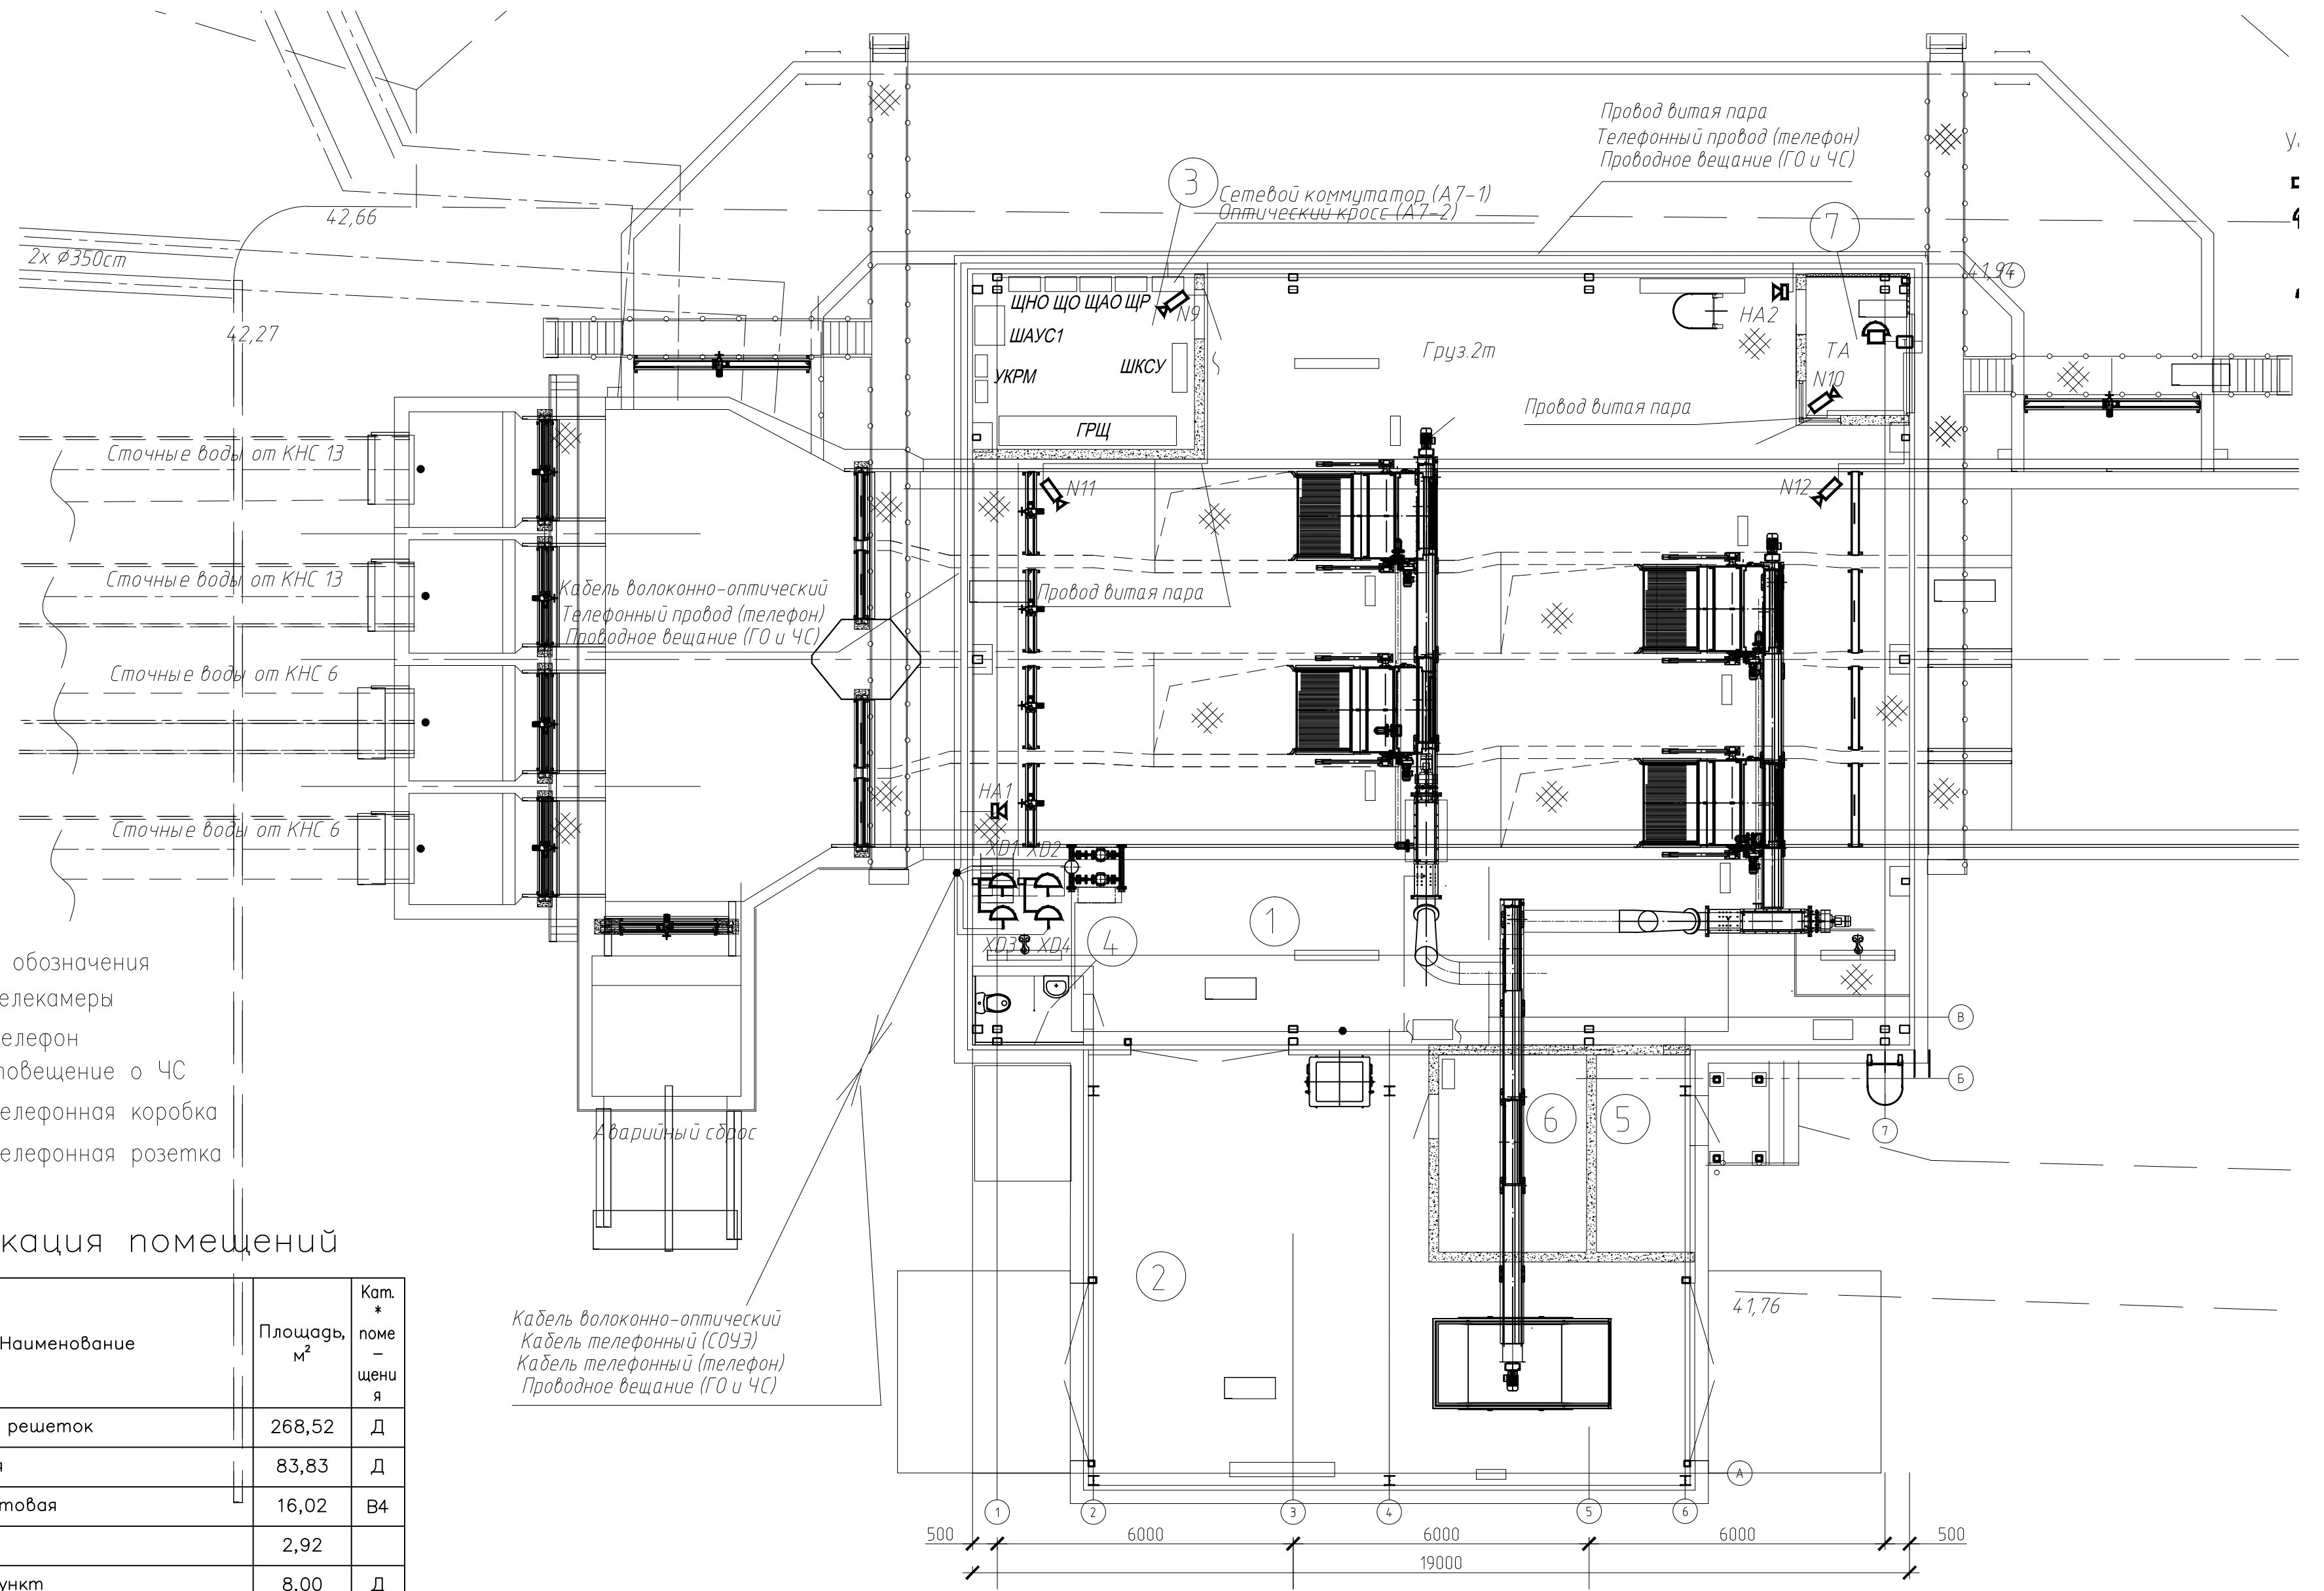 Провод витая пара
Телефонный провод (телефон)
Проводное вещание (ГО и ЧС)
3
Сетевой коммутатор (А7-1)
Оптический кросс (А7-2)
42,66
7
2х ϕ350ст
41,94
Г
ЩНО ЩО ЩАО ЩР
N9
НА2
42,27
ШАУС1
Груз.2т
ТА
УКРМ
ШКСУ
N10
Провод витая пара
ГРЩ
Сточные воды от КНС 13
N11
N12
Сточные воды от КНС 13
Кабель волоконно-оптический
Телефонный провод (телефон)
Проводное вещание (ГО и ЧС)
Провод витая пара
Сточные воды от КНС 6
НА1
Сточные воды от КНС 6
XD1 XD2
1
4
XD3 XD4
обозначения
елекамеры
елефон
повещение о ЧС
елефонная коробка
елефонная розетка
В
Б
6
5
7
Аварийный сброс
кация помещений
2
41,76
Кабель волоконно-оптический
Кабель телефонный (СОУЭ)
Кабель телефонный (телефон)
Проводное вещание (ГО и ЧС)
Наименование
Площадь, м²
Кат.
*
поме
–
щени
я
решеток 268,52 Д
я 83,83 Д
товая 16,02 В4
2,92
ункт 8,00 Д
А
1 2 3 4 5 6
500 6000 6000 6000 500
19000